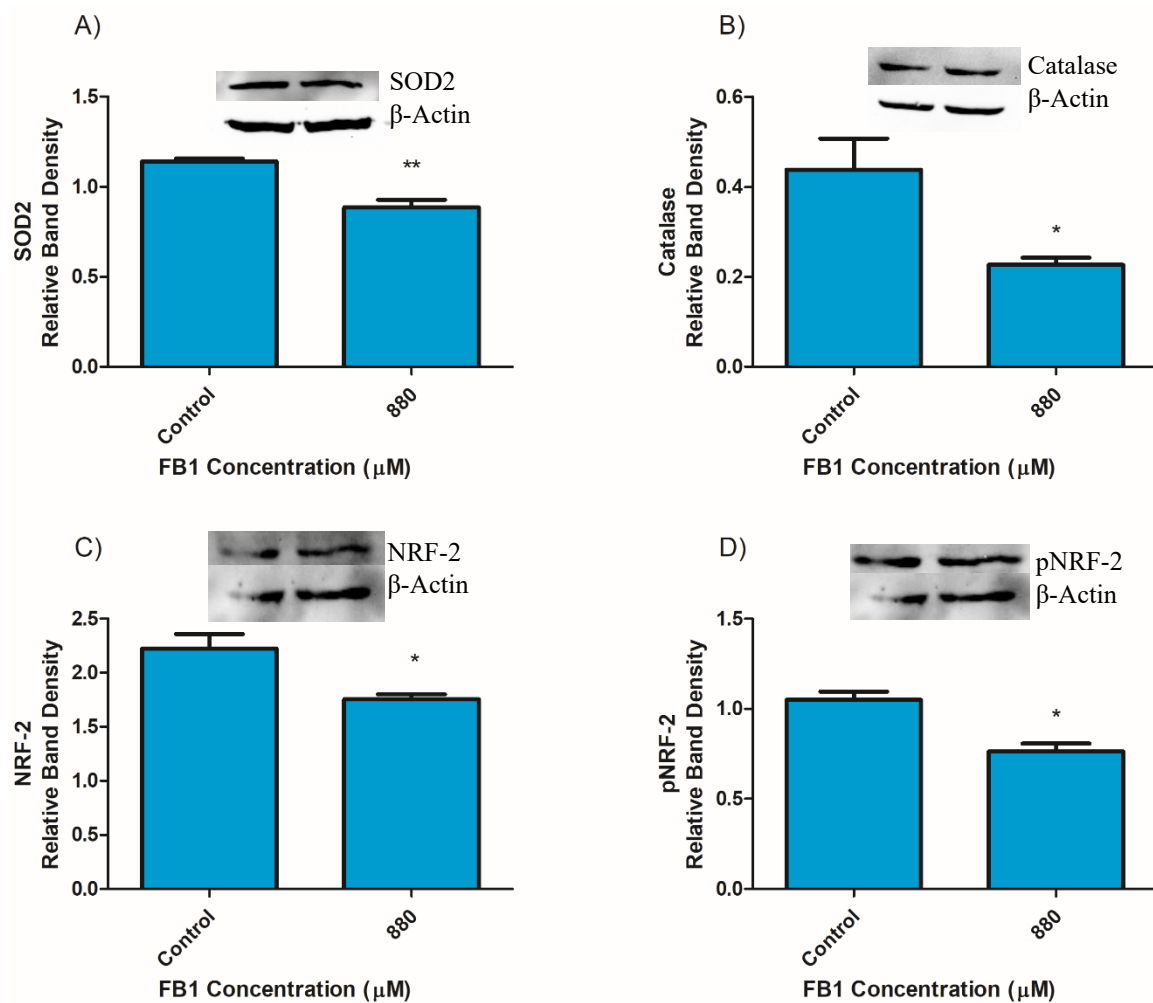 A)
SOD2
β-Actin
1.5
1.0
0.5
0.0
SOD2
Relative Band Density
**
Control
880
FB1 Concentration (μM)
B)
Catalase
β-Actin
0.6
0.4
0.2
0.0
Catalase
Relative Band Density
*
Control
880
FB1 Concentration (μM)
C)
NRF-2
β-Actin
2.5
2.0
1.5
1.0
0.5
0.0
NRF-2
Relative Band Density
*
Control
880
FB1 Concentration (μM)
D)
pNRF-2
β-Actin
1.5
1.0
0.5
0.0
pNRF-2
Relative Band Density
*
Control
880
FB1 Concentration (μM)